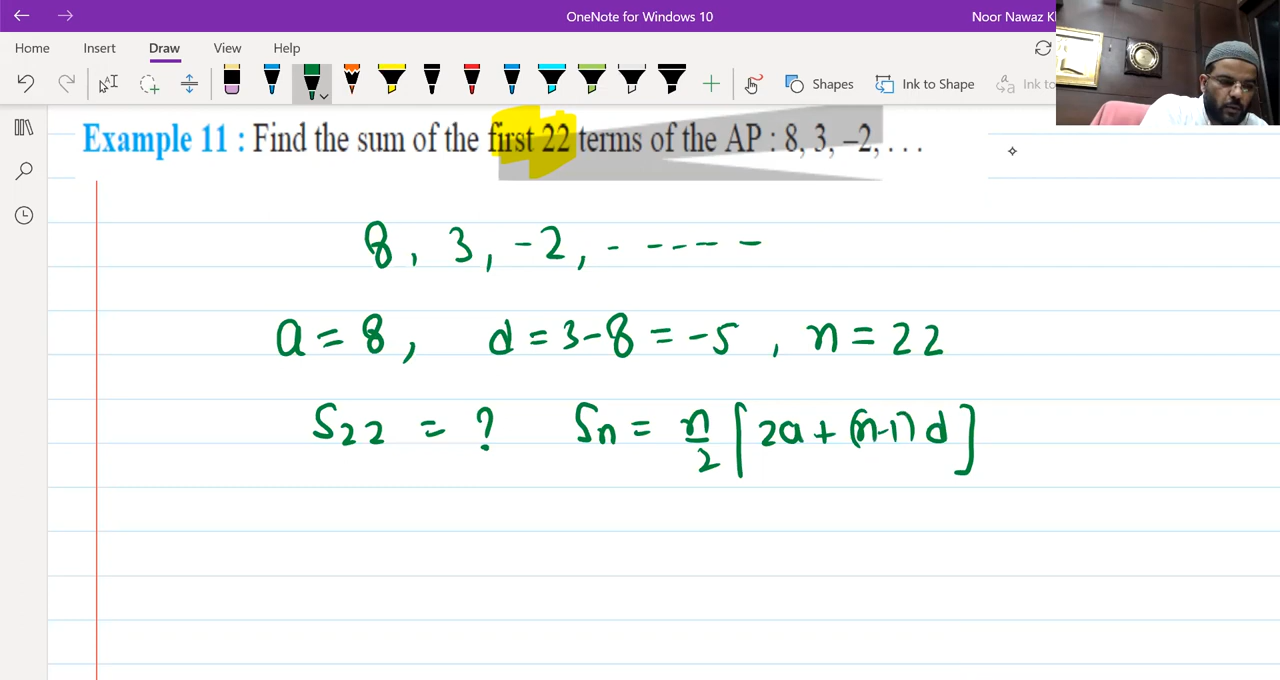 OneNote for Windows 10
Noor Nawaz K
Home Insert Draw View Help
Shapes Ink to Shape Ink to
Example 11 : Find the sum of the first 22 terms of the AP : 8, 3, –2, . . .
8, 3, -2, - - - - -
a = 8, d = 3-8 = -5, n = 22
S₂₂ = ? Sn = n/2 [2a + (n-1) d]